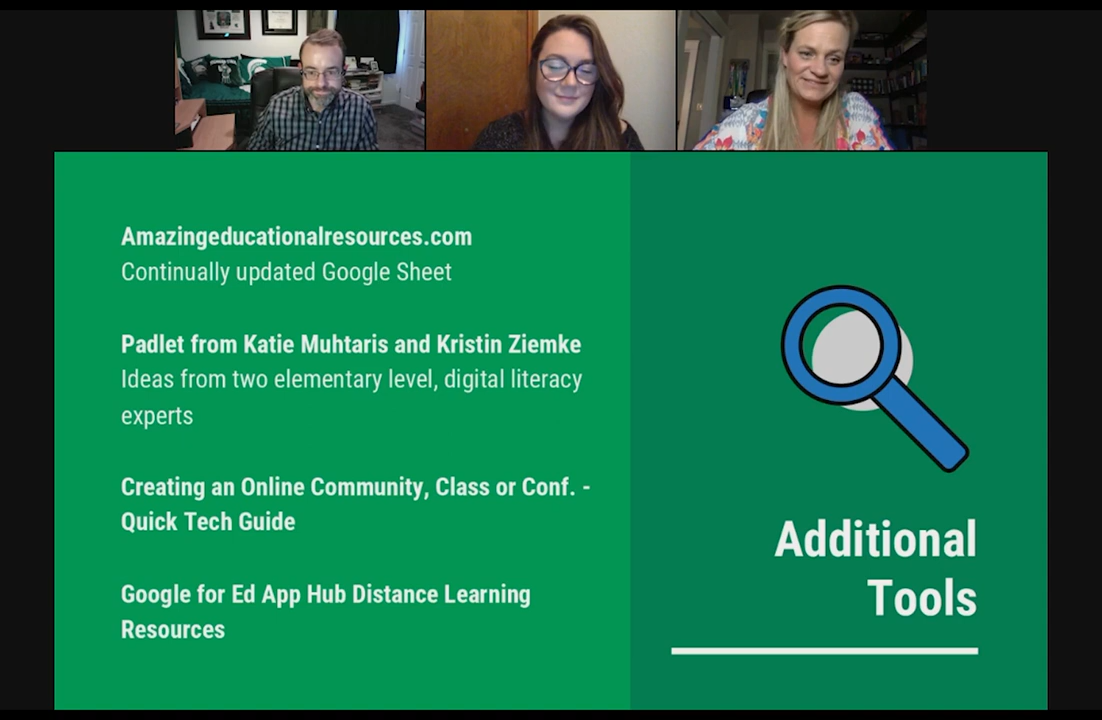 Amazingeducationalresources.com
Continually updated Google Sheet
Padlet from Katie Muhtaris and Kristin Ziemke
Ideas from two elementary level, digital literacy
experts
Creating an Online Community, Class or Conf. -
Quick Tech Guide
Google for Ed App Hub Distance Learning
Resources
Additional
Tools